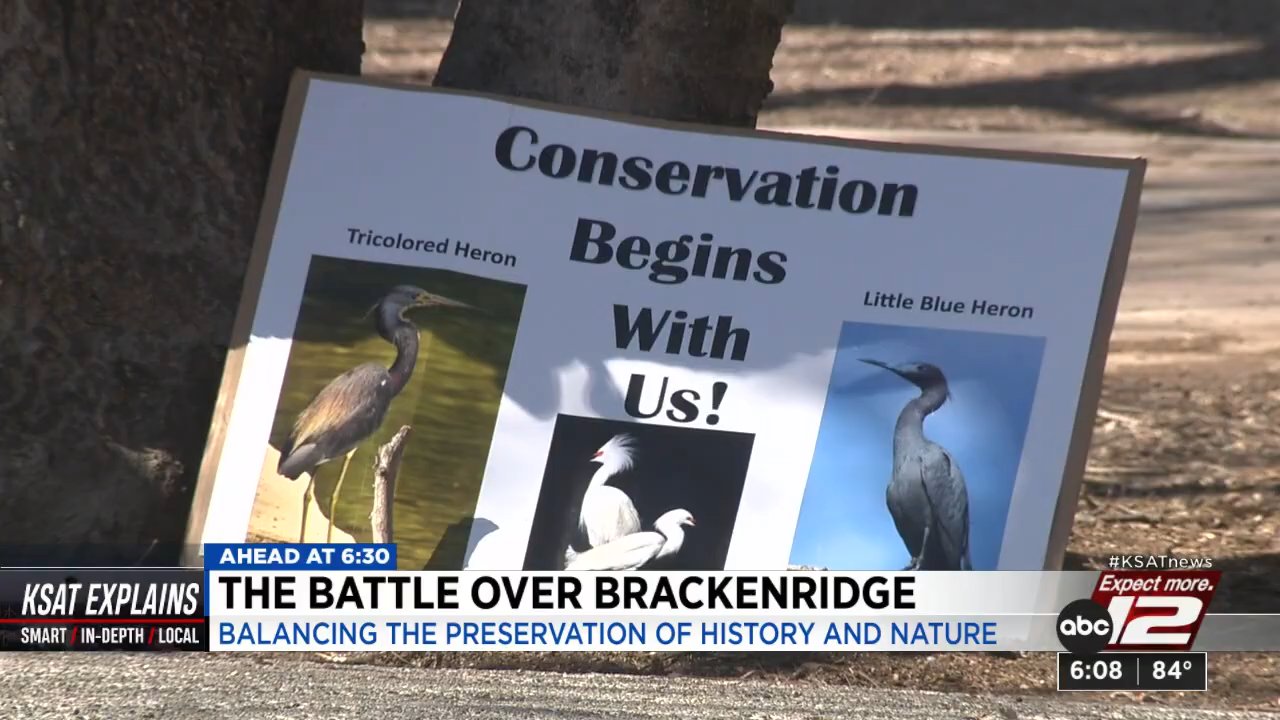 Conservation
Begins
With
Us!
Tricolored Heron
Little Blue Heron
AHEAD AT 6:30
KSAT EXPLAINS
SMART / IN-DEPTH / LOCAL
THE BATTLE OVER BRACKENRIDGE
BALANCING THE PRESERVATION OF HISTORY AND NATURE
#KSATnews
Expect more.
abc 12
6:08 84°